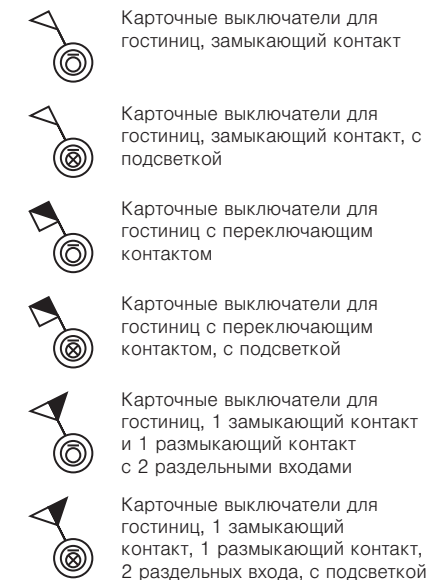 Карточные выключатели для
гостиниц, замыкающий контакт
Карточные выключатели для
гостиниц, замыкающий контакт, с
подсветкой
Карточные выключатели для
гостиниц с переключающим
контактом
Карточные выключатели для
гостиниц с переключающим
контактом, с подсветкой
Карточные выключатели для
гостиниц, 1 замыкающий контакт
и 1 размыкающий контакт
с 2 раздельными входами
Карточные выключатели для
гостиниц, 1 замыкающий
контакт, 1 размыкающий контакт,
2 раздельных входа, с подсветкой